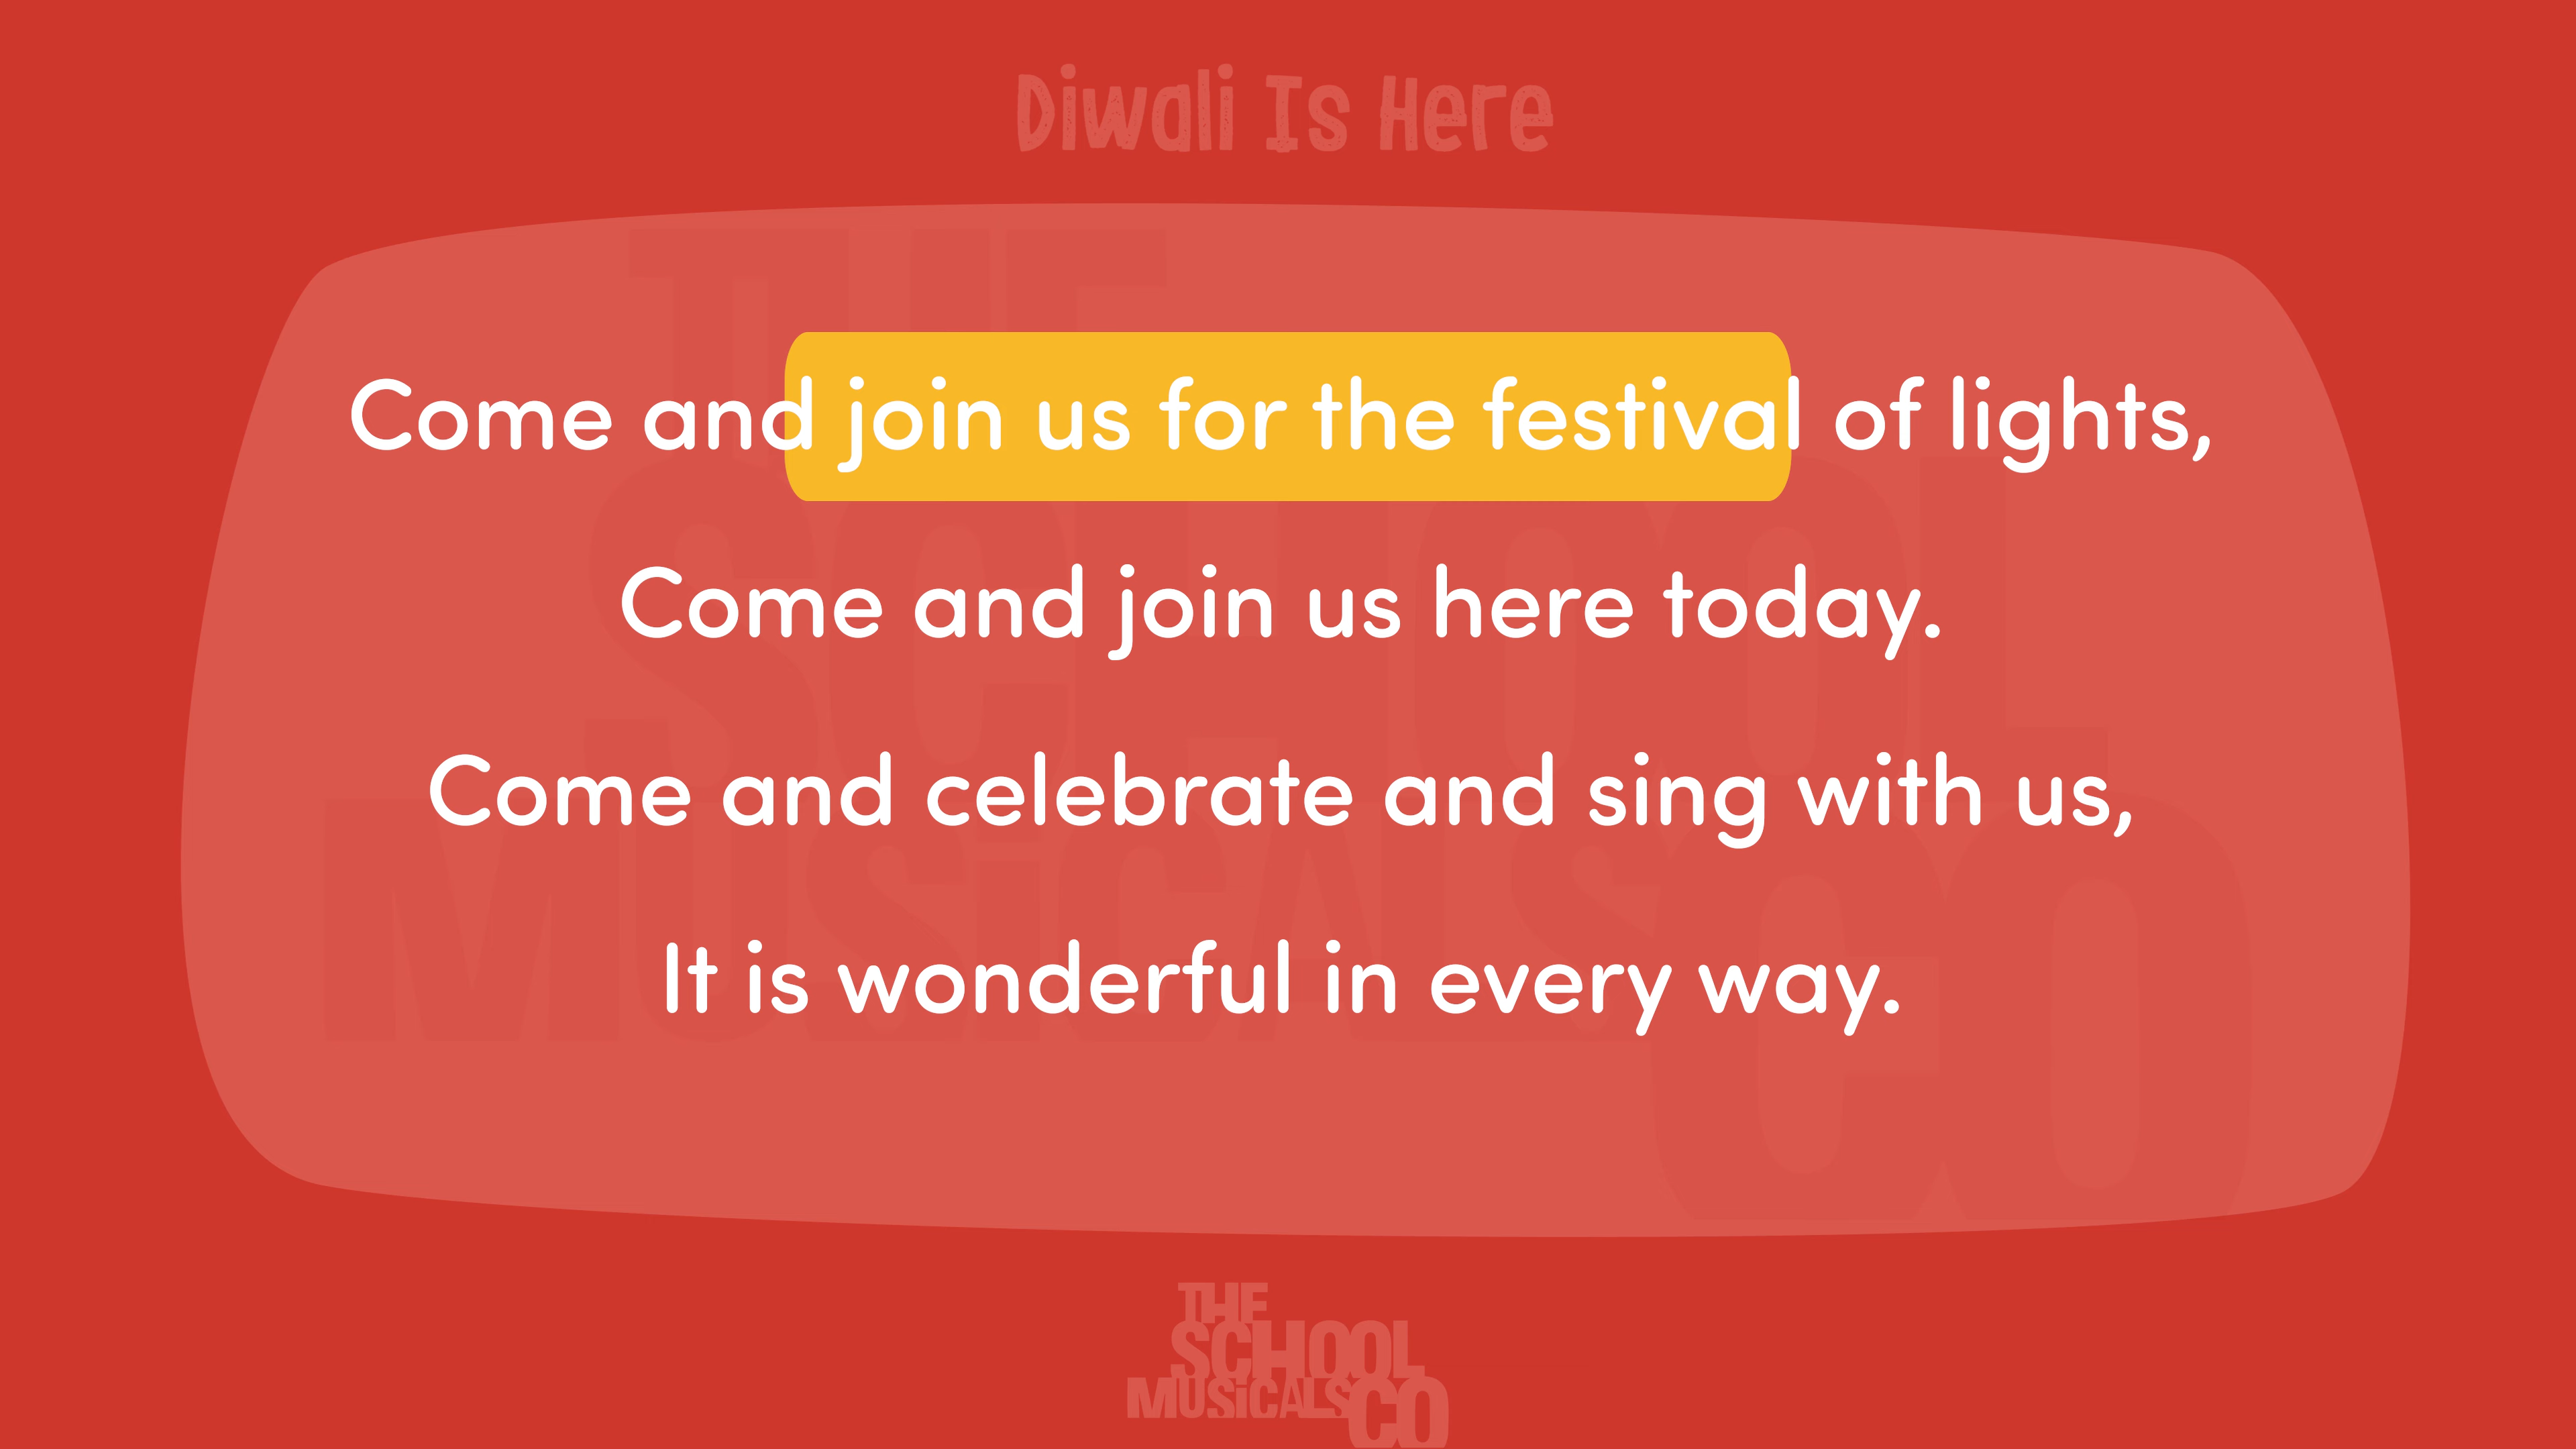 Diwali Is Here
Come and join us for the festival of lights,
Come and join us here today.
Come and celebrate and sing with us,
It is wonderful in every way.
THE
SCHOOL
MUSiCALS CO